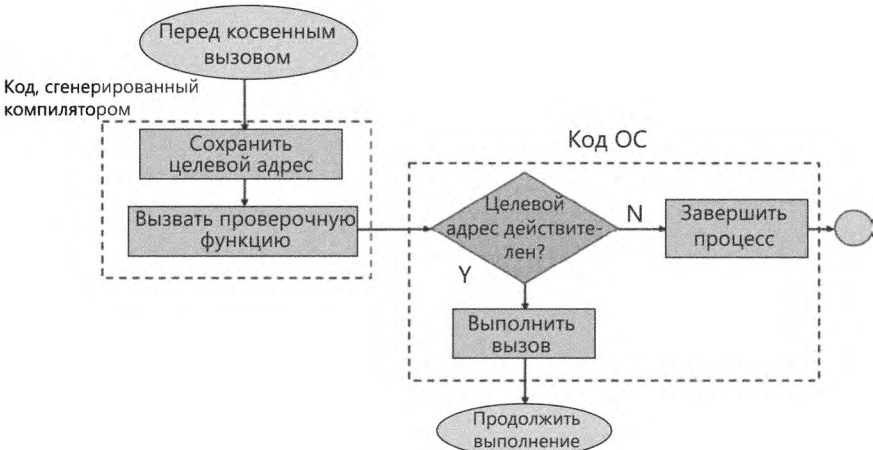 Перед косвенным
вызовом
Код, сгенерированный
компилятором
Сохранить
целевой адрес
Вызвать проверочную
функцию
Код ОС
Целевой
адрес действите-
лен?
N
Y
Завершить
процесс
Выполнить
вызов
Продолжить
выполнение